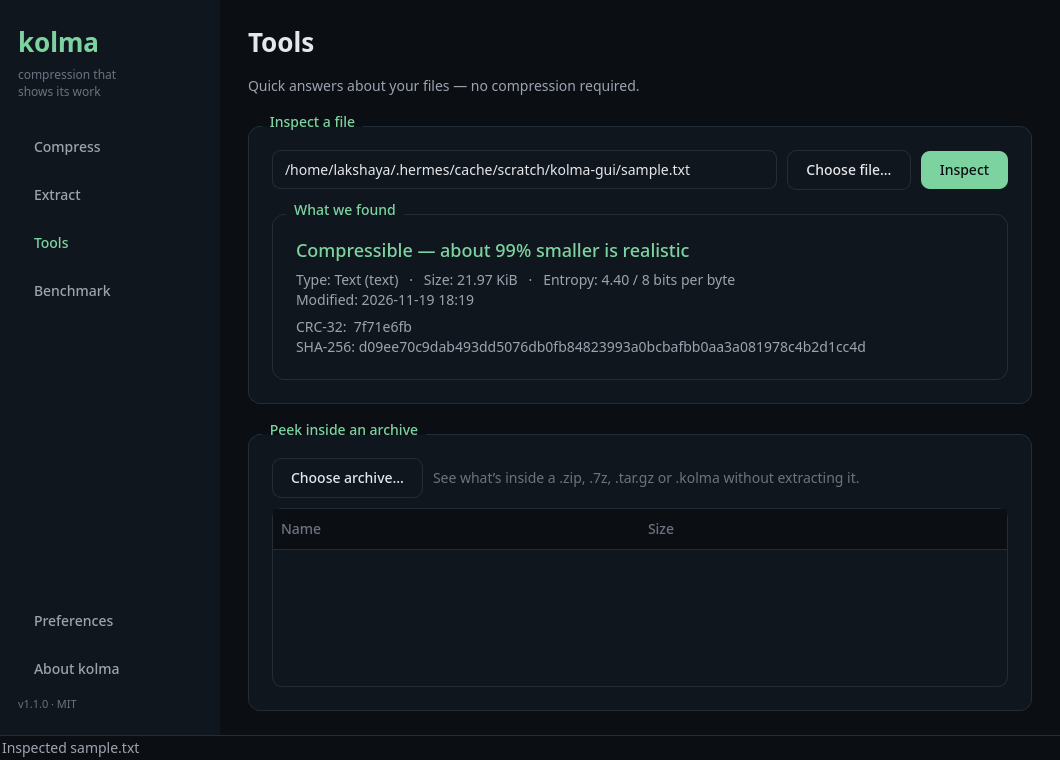 kolma
compression that
shows its work
Compress
Extract
Tools
Benchmark
Preferences
About kolma
v1.1.0 · MIT
Tools
Quick answers about your files — no compression required.
Inspect a file
/home/lakshaya/.hermes/cache/scratch/kolma-gui/sample.txt
Choose file...
Inspect
What we found
Compressible — about 99% smaller is realistic
Type: Text (text) · Size: 21.97 KiB · Entropy: 4.40 / 8 bits per byte
Modified: 2026-11-19 18:19
CRC-32: 7f71e6fb
SHA-256: d09ee70c9dab493dd5076db0fb84823993a0bcbafbb0aa3a081978c4b2d1cc4d
Peek inside an archive
Choose archive...
See what’s inside a .zip, .7z, .tar.gz or .kolma without extracting it.
Name Size
Inspected sample.txt